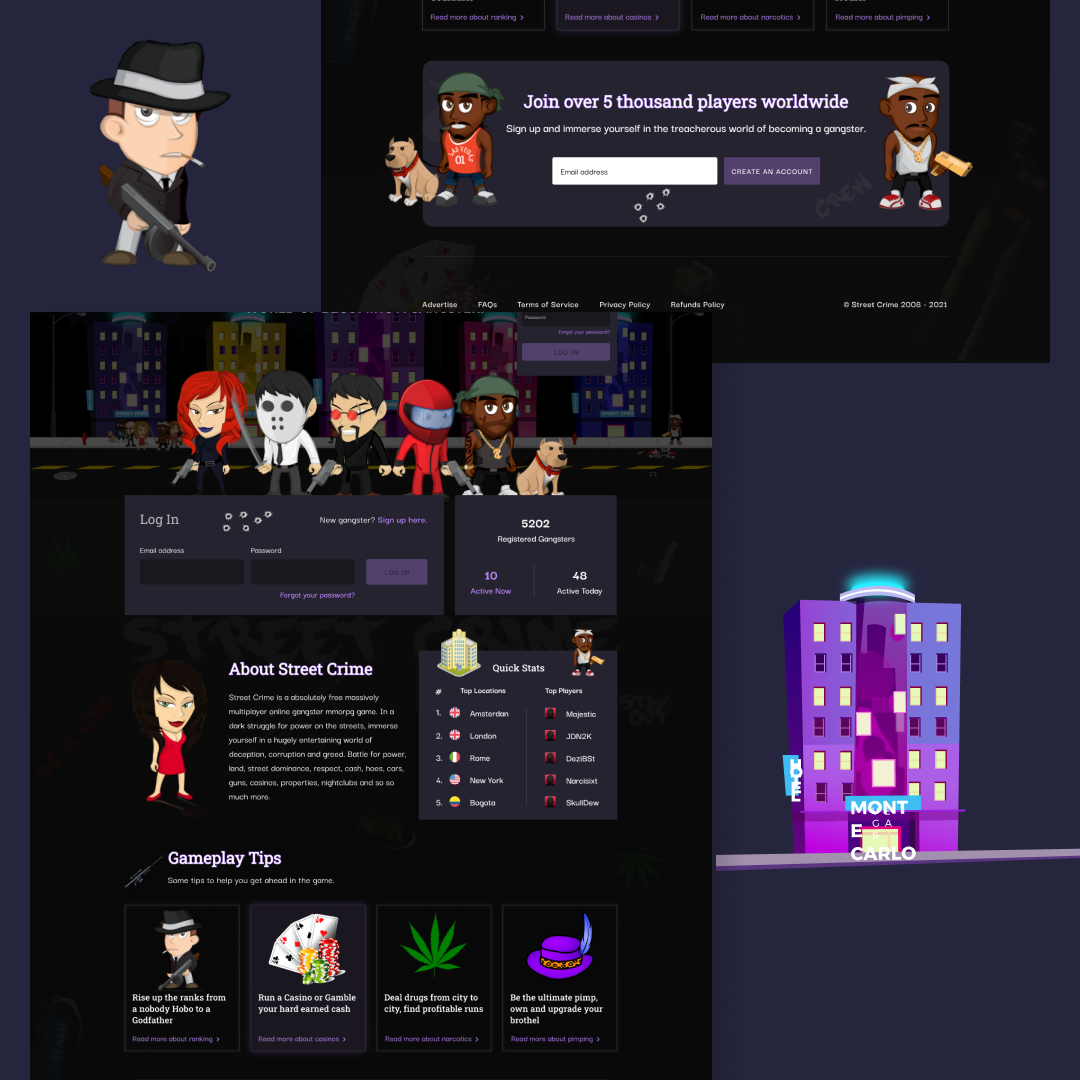 Read more about ranking
Read more about casinos
Read more about narcotics
Read more about pimping
Join over 5 thousand players worldwide
Sign up and immerse yourself in the treacherous world of becoming a gangster.
LAS VEGAS
01
Email address
CREATE AN ACCOUNT
CREW
Advertise
FAQs
Terms of Service
Privacy Policy
Refunds Policy
© Street Crime 2008 - 2021
Password
Forgot your password?
LOG IN
Log In
New gangster? Sign up here.
Email address
Password
LOG IN
Forgot your password?
5202
Registered Gangsters
10
Active Now
48
Active Today
STREET CRIME
About Street Crime
Street Crime is a absolutely free massively
multiplayer online gangster mmorpg game. In a
dark struggle for power on the streets, immerse
yourself in a hugely entertaining world of
deception, corruption and greed. Battle for power,
land, street dominance, respect, cash, hoes, cars,
guns, casinos, properties, nightclubs and so so
much more.
Quick Stats
# Top Locations Top Players
1. Amsterdan Majestic
2. London JDN2K
3. Rome DeziBSt
4. New York Narcisixt
5. Bogota SkullDew
HOTEL
MONT
E
GA
CARLO
Gameplay Tips
Some tips to help you get ahead in the game.
Rise up the ranks from
a nobody Hobo to a
Godfather
Read more about ranking
Run a Casino or Gamble
your hard earned cash
Read more about casinos
Deal drugs from city to
city, find profitable runs
Read more about narcotics
Be the ultimate pimp,
own and upgrade your
brothel
Read more about pimping